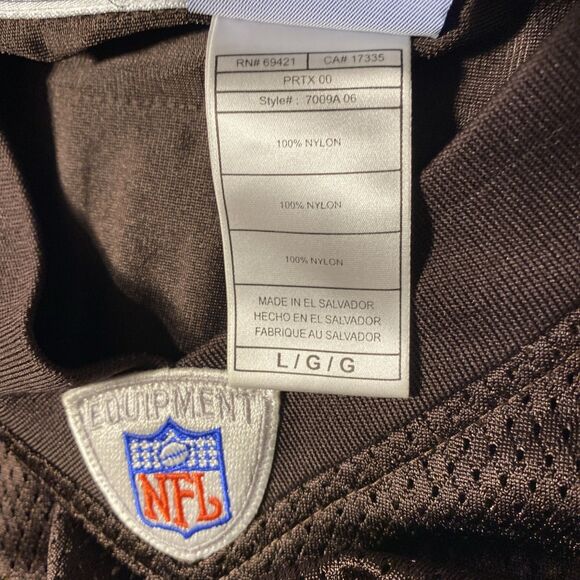 RN# 69421 CA# 17335
PRTX 00
Style# : 7009A 06
100% NYLON
100% NYLON
100% NYLON
MADE IN EL SALVADOR
HECHO EN EL SALVADOR
FABRIQUE AU SALVADOR
L / G / G
EQUIPMENT
NFL